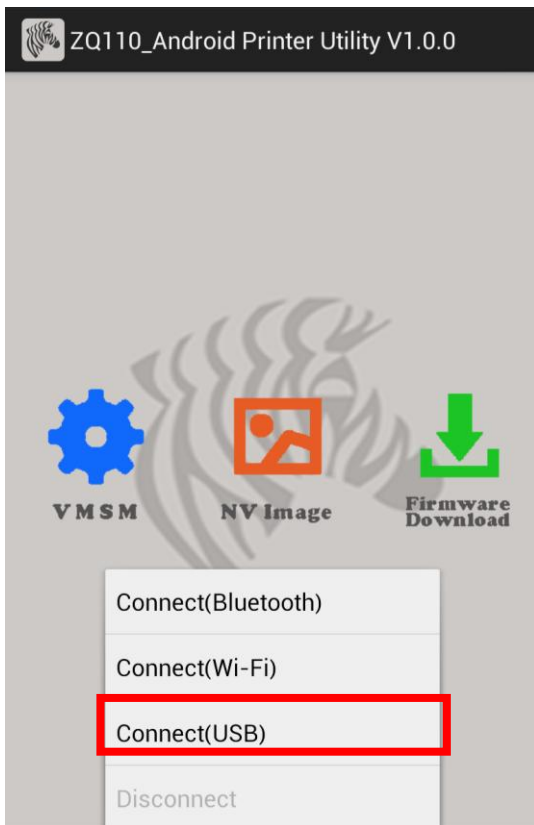 ZQ110_Android Printer Utility V1.0.0
VMSM
NV Image
Firmware
Download
Connect(Bluetooth)
Connect(Wi-Fi)
Connect(USB)
Disconnect